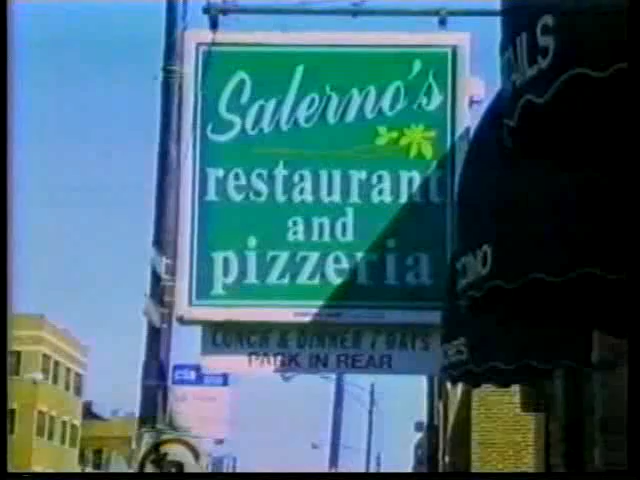 Salerno's
restaurant
and
pizzeria
LUNCH & DINNER 7 DAYS
PARK IN REAR